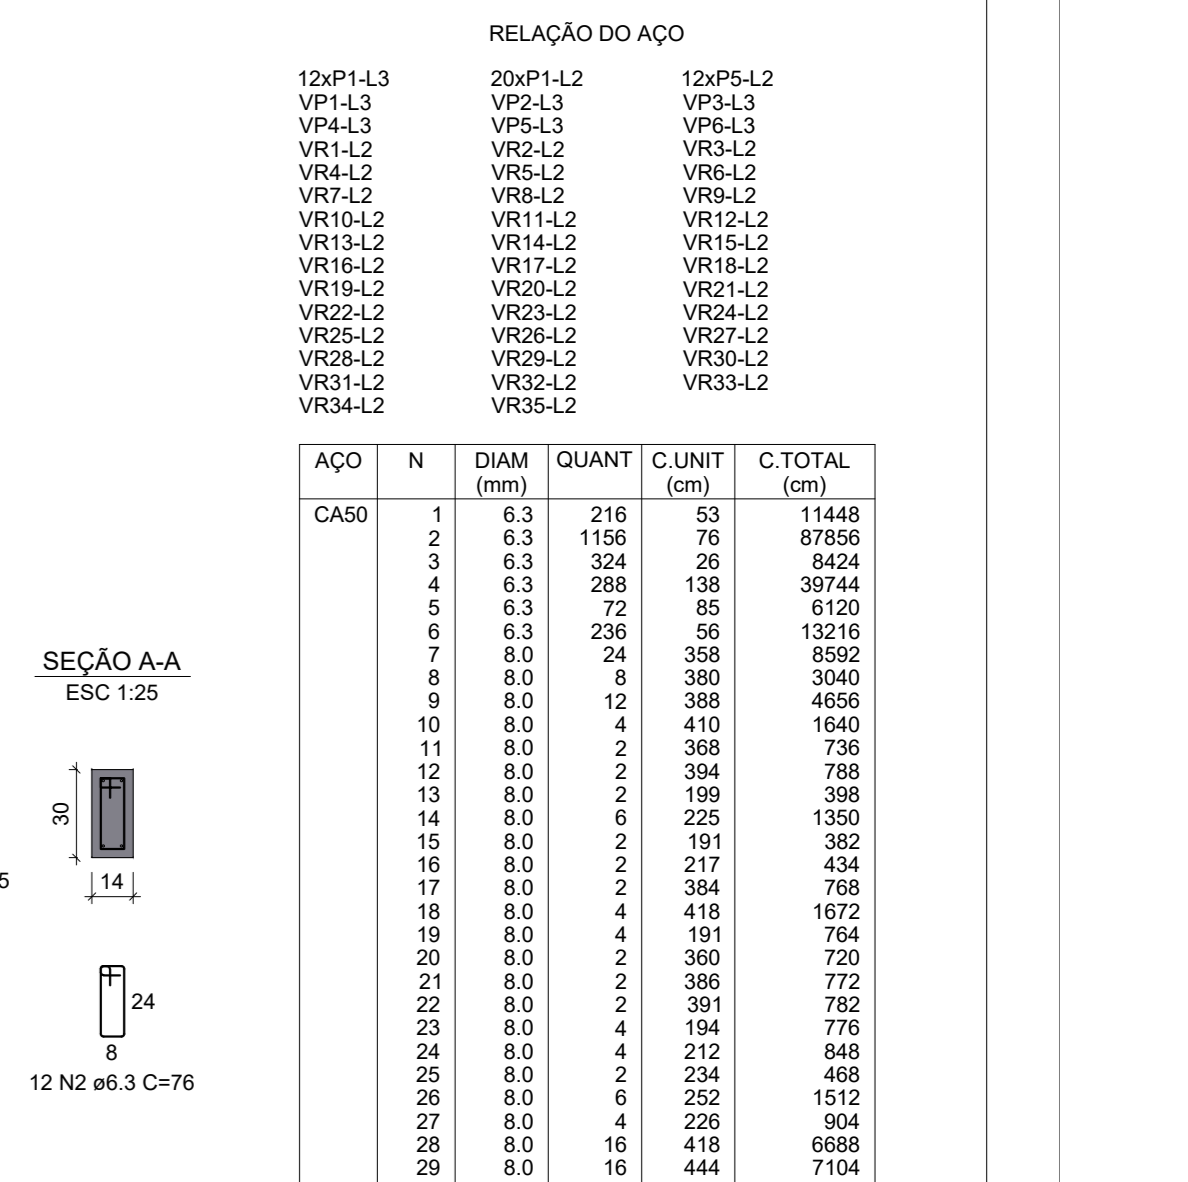 RELAÇÃO DO AÇO
12xP1-L3 20xP1-L2 12xP5-L2
VP1-L3 VP2-L3 VP3-L3
VP4-L3 VP5-L3 VP6-L3
VR1-L2 VR2-L2 VR3-L2
VR4-L2 VR5-L2 VR6-L2
VR7-L2 VR8-L2 VR9-L2
VR10-L2 VR11-L2 VR12-L2
VR13-L2 VR14-L2 VR15-L2
VR16-L2 VR17-L2 VR18-L2
VR19-L2 VR20-L2 VR21-L2
VR22-L2 VR23-L2 VR24-L2
VR25-L2 VR26-L2 VR27-L2
VR28-L2 VR29-L2 VR30-L2
VR31-L2 VR32-L2 VR33-L2
VR34-L2 VR35-L2
AÇO N DIAM QUANT C.UNIT C.TOTAL
(mm) (cm) (cm)
CA50 1 6.3 216 53 11448
2 6.3 1156 76 87856
3 6.3 324 26 8424
4 6.3 288 138 39744
5 6.3 72 85 6120
6 6.3 236 56 13216
7 8.0 24 358 8592
8 8.0 8 380 3040
9 8.0 12 388 4656
10 8.0 4 410 1640
11 8.0 2 368 736
12 8.0 2 394 788
13 8.0 2 199 398
14 8.0 6 225 1350
15 8.0 2 191 382
16 8.0 2 217 434
17 8.0 2 384 768
18 8.0 4 418 1672
19 8.0 4 191 764
20 8.0 2 360 720
21 8.0 2 386 772
22 8.0 2 391 782
23 8.0 4 194 776
24 8.0 4 212 848
25 8.0 2 234 468
26 8.0 6 252 1512
27 8.0 4 226 904
28 8.0 16 418 6688
29 8.0 16 444 7104
SEÇÃO A-A
ESC 1:25
30
14
5
24
8
12 N2 ø6.3 C=76